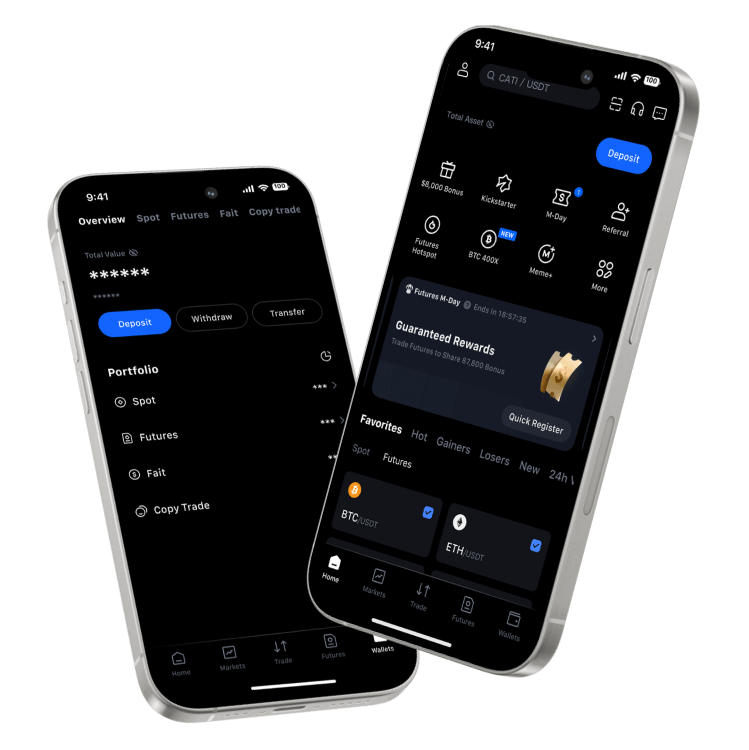 9:41
100
Overview Spot Futures Fait Copy trade
Total Value
******
******
Deposit Withdraw Transfer
Portfolio
Spot ***
Futures ***
Fait **
Copy Trade
Home Markets Trade Futures Wallets
9:41
100
CATI / USDT
Total Asset
Deposit
$8,000 Bonus Kickstarter M-Day Referral
Futures
Hotspot
NEW
BTC 400X
Meme+
More
Futures M-Day Ends in 18:57:35
Guaranteed Rewards
Trade Futures to Share 87,800 Bonus
Quick Register
Favorites Hot Gainers Losers New 24h
Spot Futures
BTC/USDT
ETH/USDT
Home Markets Trade Futures Wallets